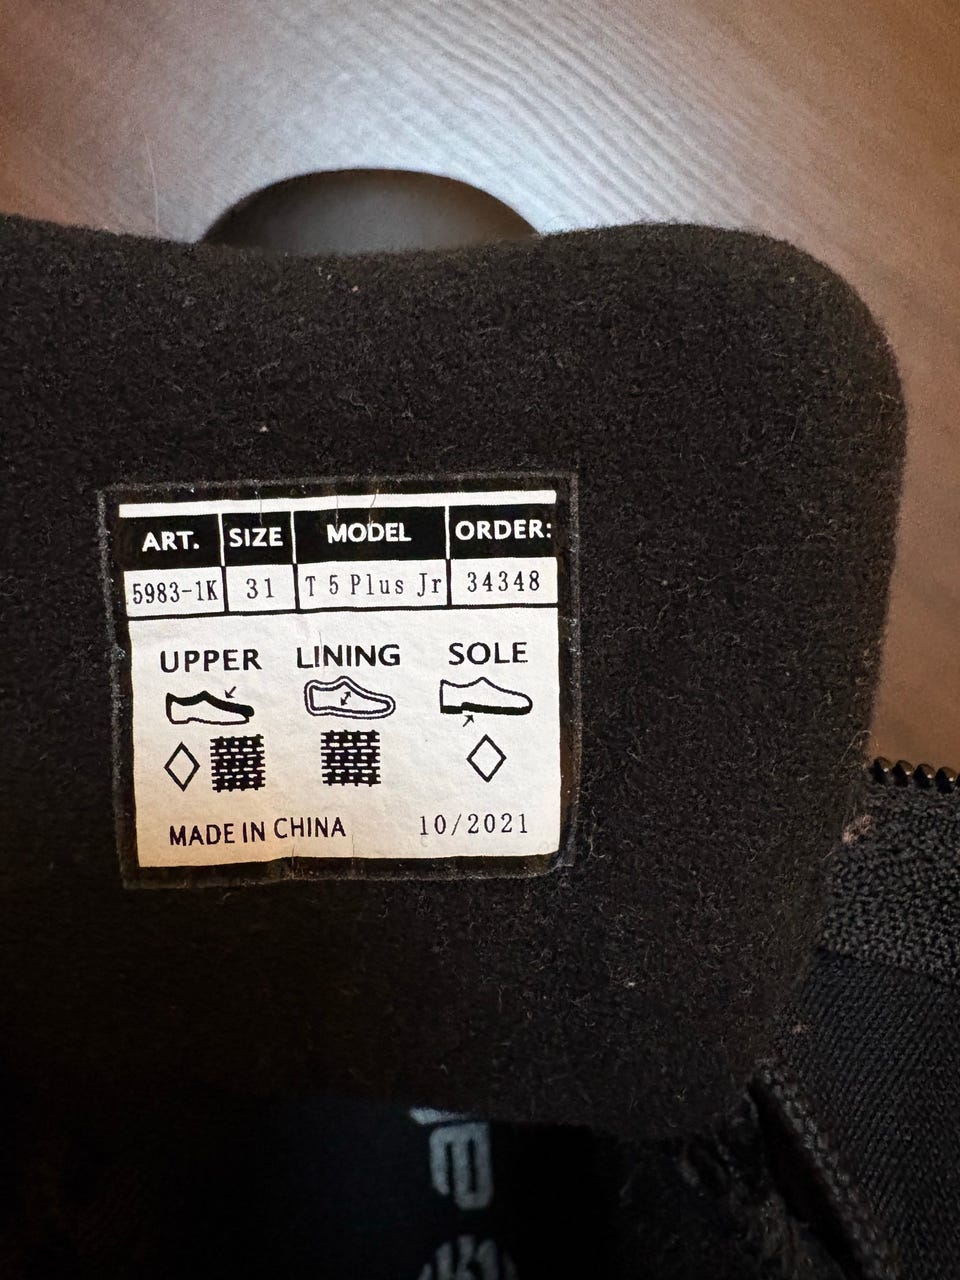 ART. SIZE MODEL ORDER:
5983-1K 31 T 5 Plus Jr 34348
UPPER LINING SOLE
MADE IN CHINA 10/2021